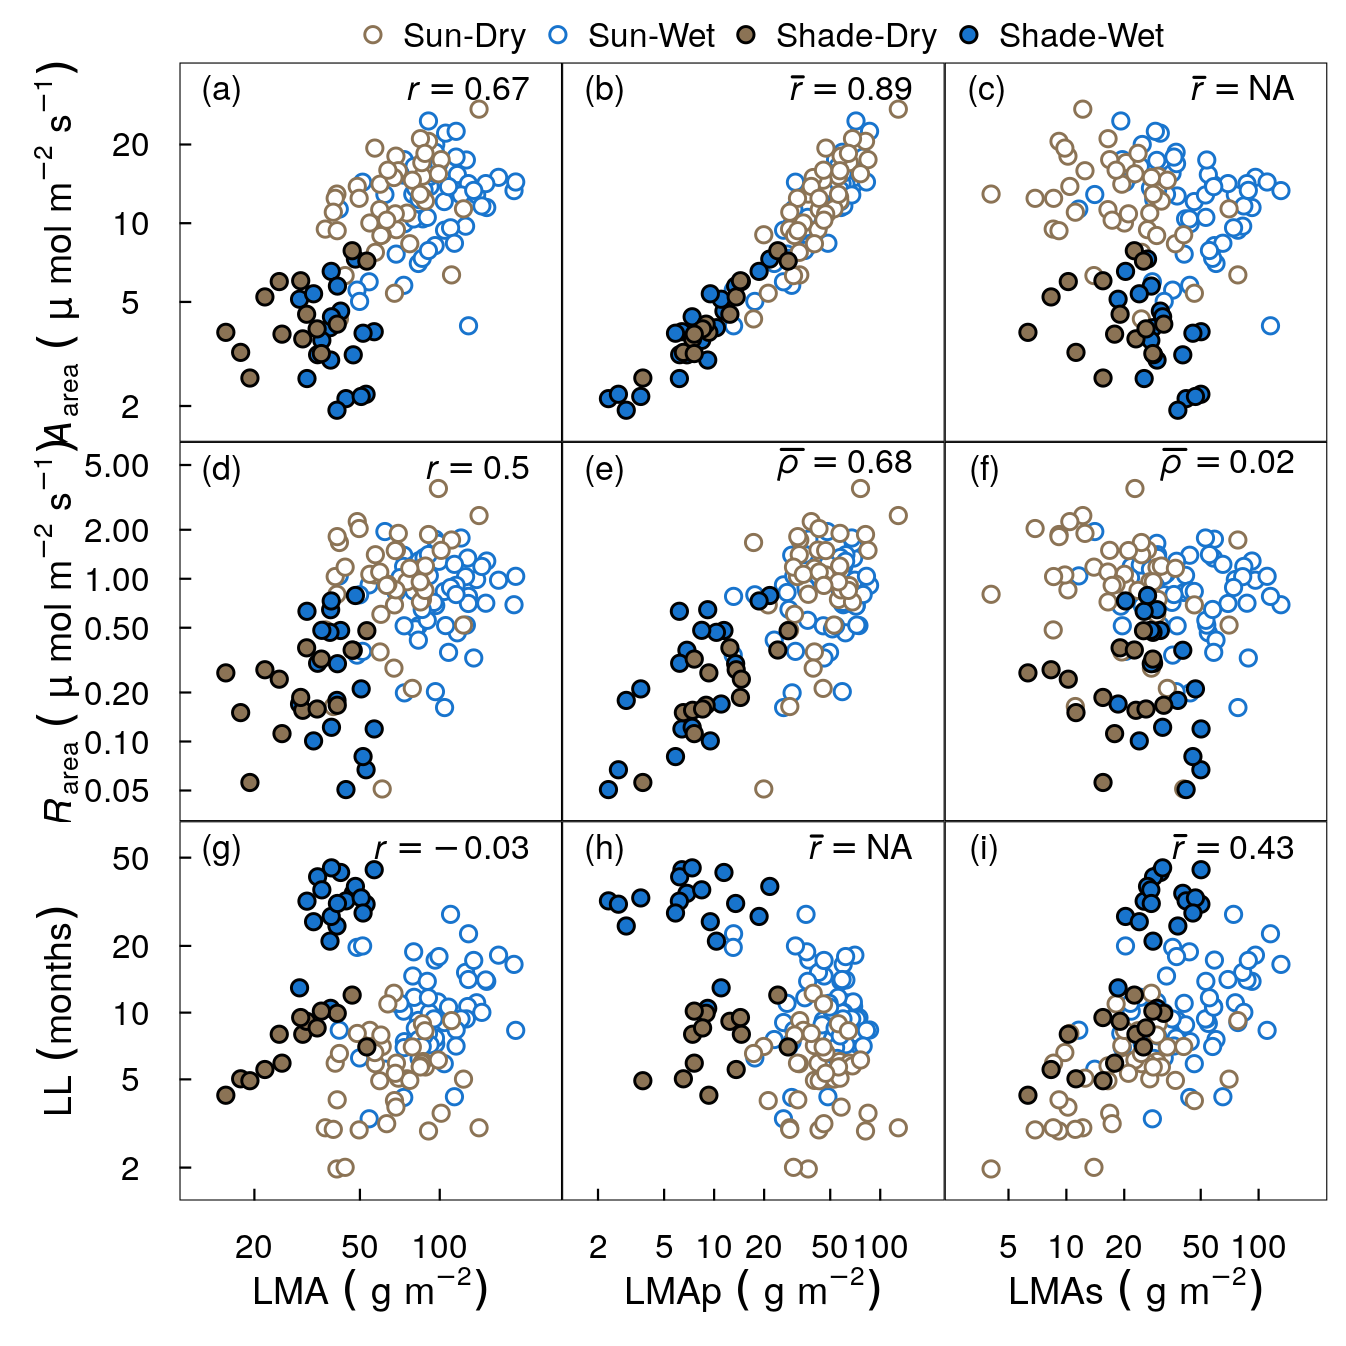 Sun-Dry Sun-Wet Shade-Dry Shade-Wet
(a) r = 0.67 (b) r̄ = 0.89 (c) r̄ = NA
20
10
5
2
A area ( µ mol m⁻² s⁻¹)
(d) r = 0.5 (e) ρ̄ = 0.68 (f) ρ̄ = 0.02
5.00
2.00
1.00
0.50
0.20
0.10
0.05
R area ( µ mol m⁻² s⁻¹)
(g) r = −0.03 (h) r̄ = NA (i) r̄ = 0.43
50
20
10
5
2
LL (months)
20 50 100 2 5 10 20 50 100 5 10 20 50 100
LMA ( g m⁻²) LMAp ( g m⁻²) LMAs ( g m⁻²)